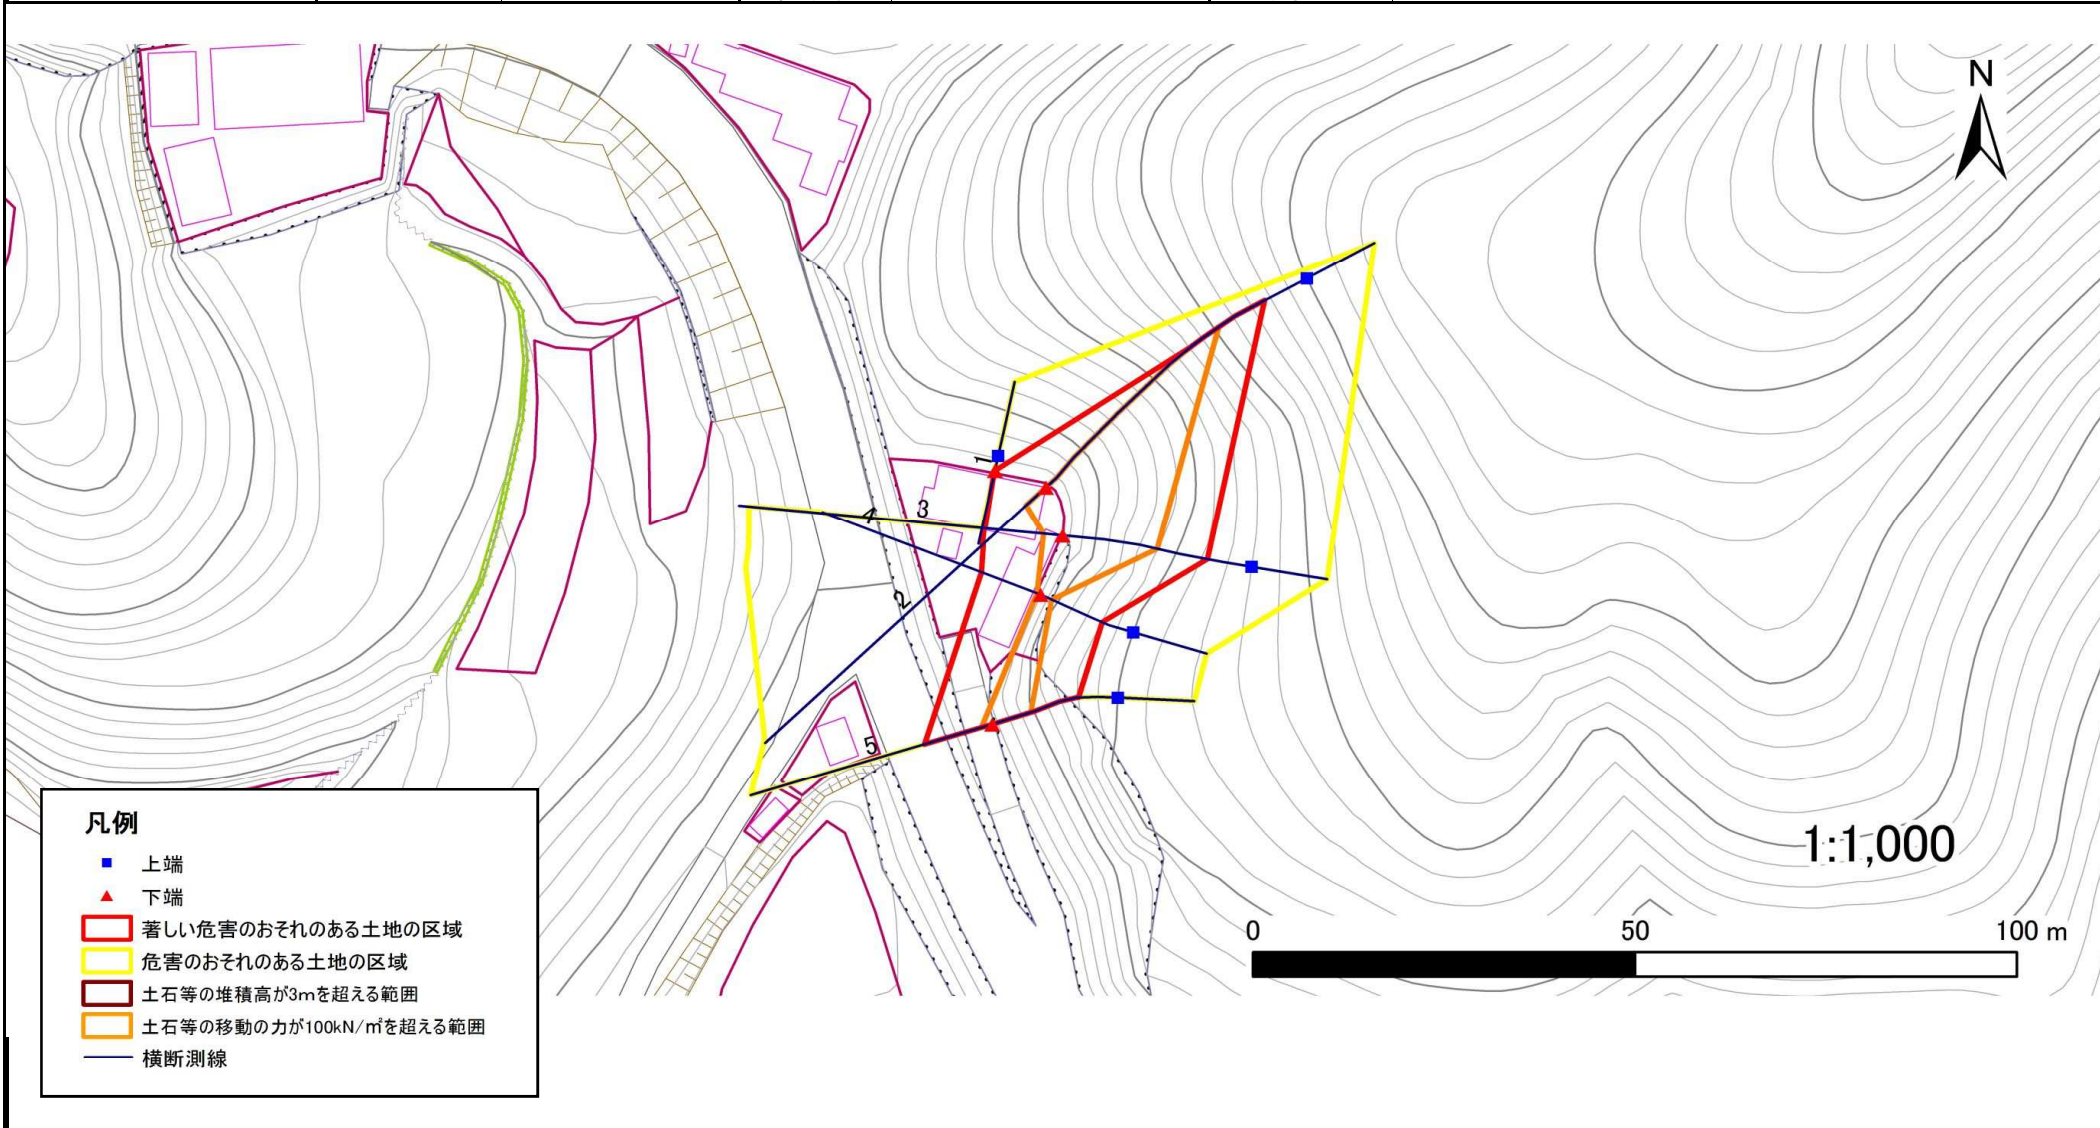 N
1
3
4
2
5
1:1,000
0 50 100 m
凡例
上端
下端
著しい危害のおそれのある土地の区域
危害のおそれのある土地の区域
土石等の堆積高が3mを超える範囲
土石等の移動の力が100kN/㎡を超える範囲
横断測線